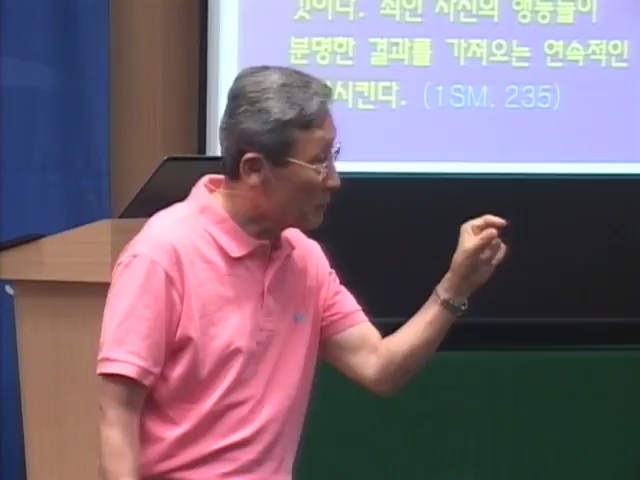 것이다. 죄인 자신의 행동들이
분명한 결과를 가져오는 연속적인
시킨다. (1SM, 235)